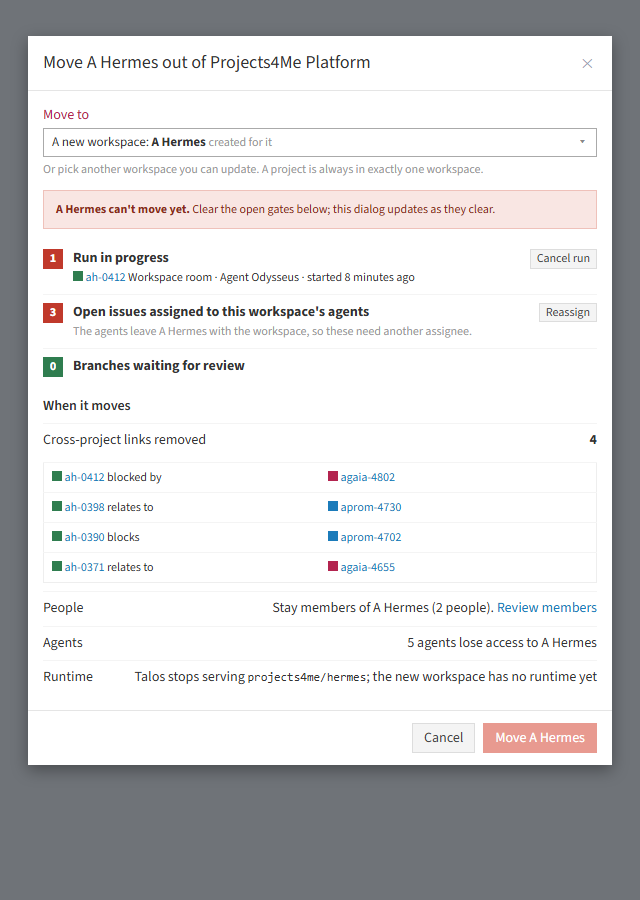 Move A Hermes out of Projects4Me Platform
Move to
A new workspace: A Hermes created for it
Or pick another workspace you can update. A project is always in exactly one workspace.
A Hermes can't move yet. Clear the open gates below; this dialog updates as they clear.
1 Run in progress Cancel run
ah-0412 Workspace room · Agent Odysseus · started 8 minutes ago
3 Open issues assigned to this workspace's agents Reassign
The agents leave A Hermes with the workspace, so these need another assignee.
0 Branches waiting for review
When it moves
Cross-project links removed 4
ah-0412 blocked by agaia-4802
ah-0398 relates to aprom-4730
ah-0390 blocks aprom-4702
ah-0371 relates to agaia-4655
People Stay members of A Hermes (2 people). Review members
Agents 5 agents lose access to A Hermes
Runtime Talos stops serving projects4me/hermes; the new workspace has no runtime yet
Cancel Move A Hermes